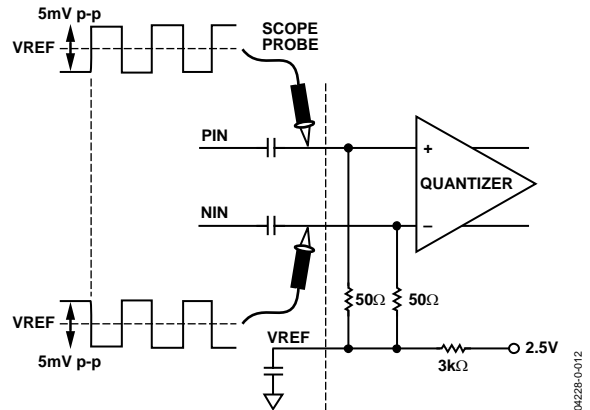 5mV p-p
VREF
SCOPE
PROBE
PIN
+
QUANTIZER
NIN
−
50Ω
50Ω
VREF
2.5V
3kΩ
VREF
5mV p-p
04228-0-012